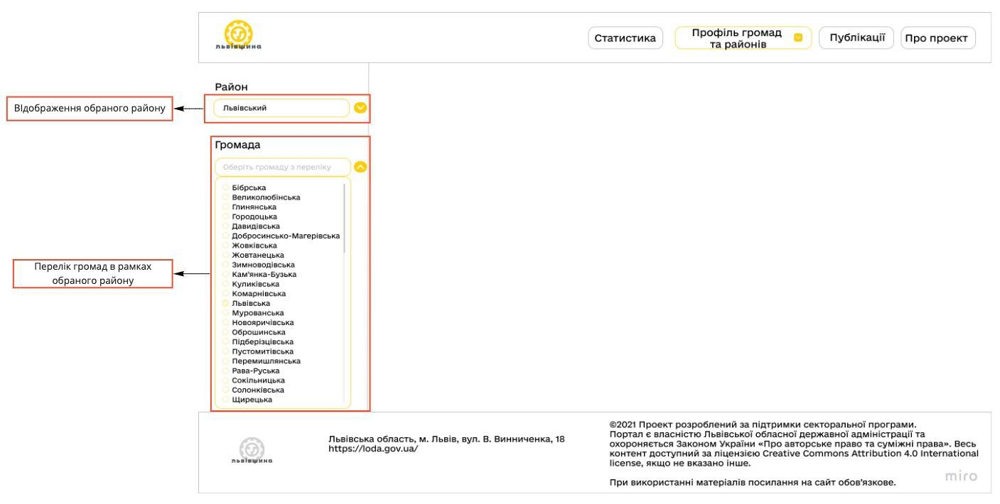 львівщина
Статистика
Профіль громад
та районів
Публікації
Про проект
Район
Відображення обраного району
Львівський
Громада
Оберіть громаду з переліку
Бібрська
Великолюбінська
Глинянська
Городоцька
Давидівська
Добросинсько-Магерівська
Жовківська
Жовтанецька
Зимноводівська
Кам'янка-Бузька
Куликівська
Комарнівська
Львівська
Мурованська
Новояричівська
Оброшинська
Підберізцівська
Пустомитівська
Перемишлянська
Рава-Руська
Сокільницька
Солонківська
Щирецька
Перелік громад в рамках
обраного району
львівщина
Львівська область, м. Львів, вул. В. Винниченка, 18
https://loda.gov.ua/
©2021 Проект розроблений за підтримки секторальної програми.
Портал є власністю Львівської обласної державної адміністрації та
охороняється Законом України «Про авторське право та суміжні права». Весь
контент доступний за ліцензією Creative Commons Attribution 4.0 International
license, якщо не вказано інше.
При використанні матеріалів посилання на сайт обов'язкове.
miro